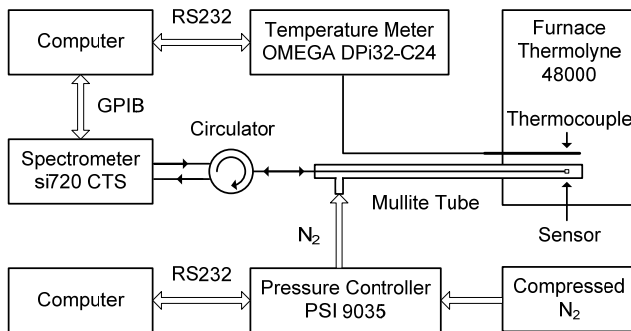 Computer
RS232
Temperature Meter
OMEGA DPi32-C24
Furnace
Thermolyne
48000
GPIB
Circulator
Thermocouple
Spectrometer
si720 CTS
Mullite Tube
N2
Sensor
Computer
RS232
Pressure Controller
PSI 9035
Compressed
N2